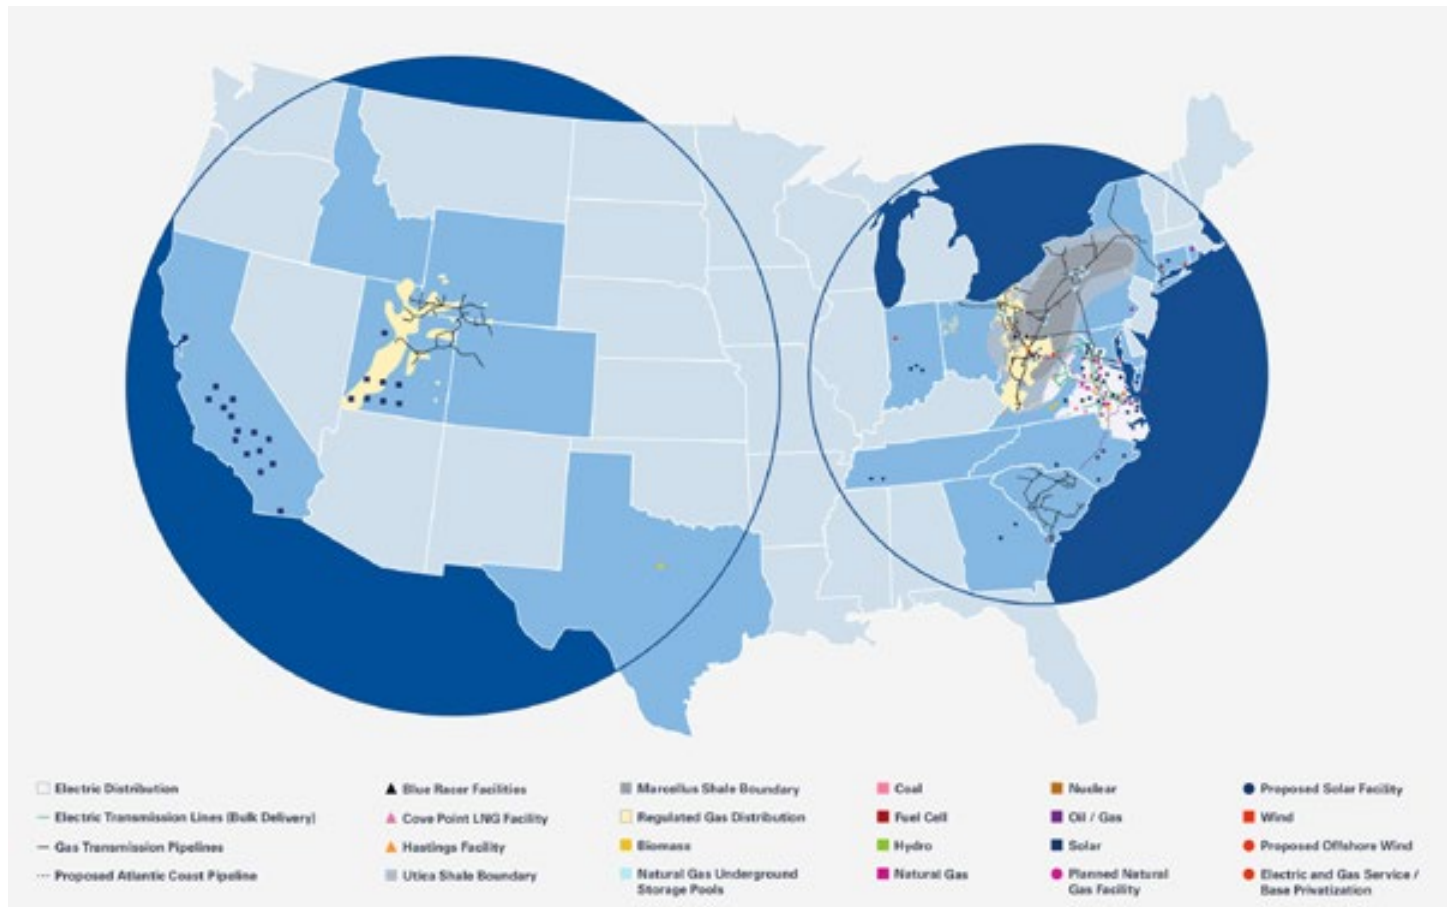 Electric Distribution
Electric Transmission Lines (Bulk Delivery)
Gas Transmission Pipelines
Proposed Atlantic Coast Pipeline
Blue Racer Facilities
Cove Point LNG Facility
Hastings Facility
Utica Shale Boundary
Marcellus Shale Boundary
Regulated Gas Distribution
Biomass
Natural Gas Underground
Storage Pools
Coal
Fuel Cell
Hydro
Natural Gas
Nuclear
Oil / Gas
Solar
Planned Natural
Gas Facility
Proposed Solar Facility
Wind
Proposed Offshore Wind
Electric and Gas Service /
Base Privatization